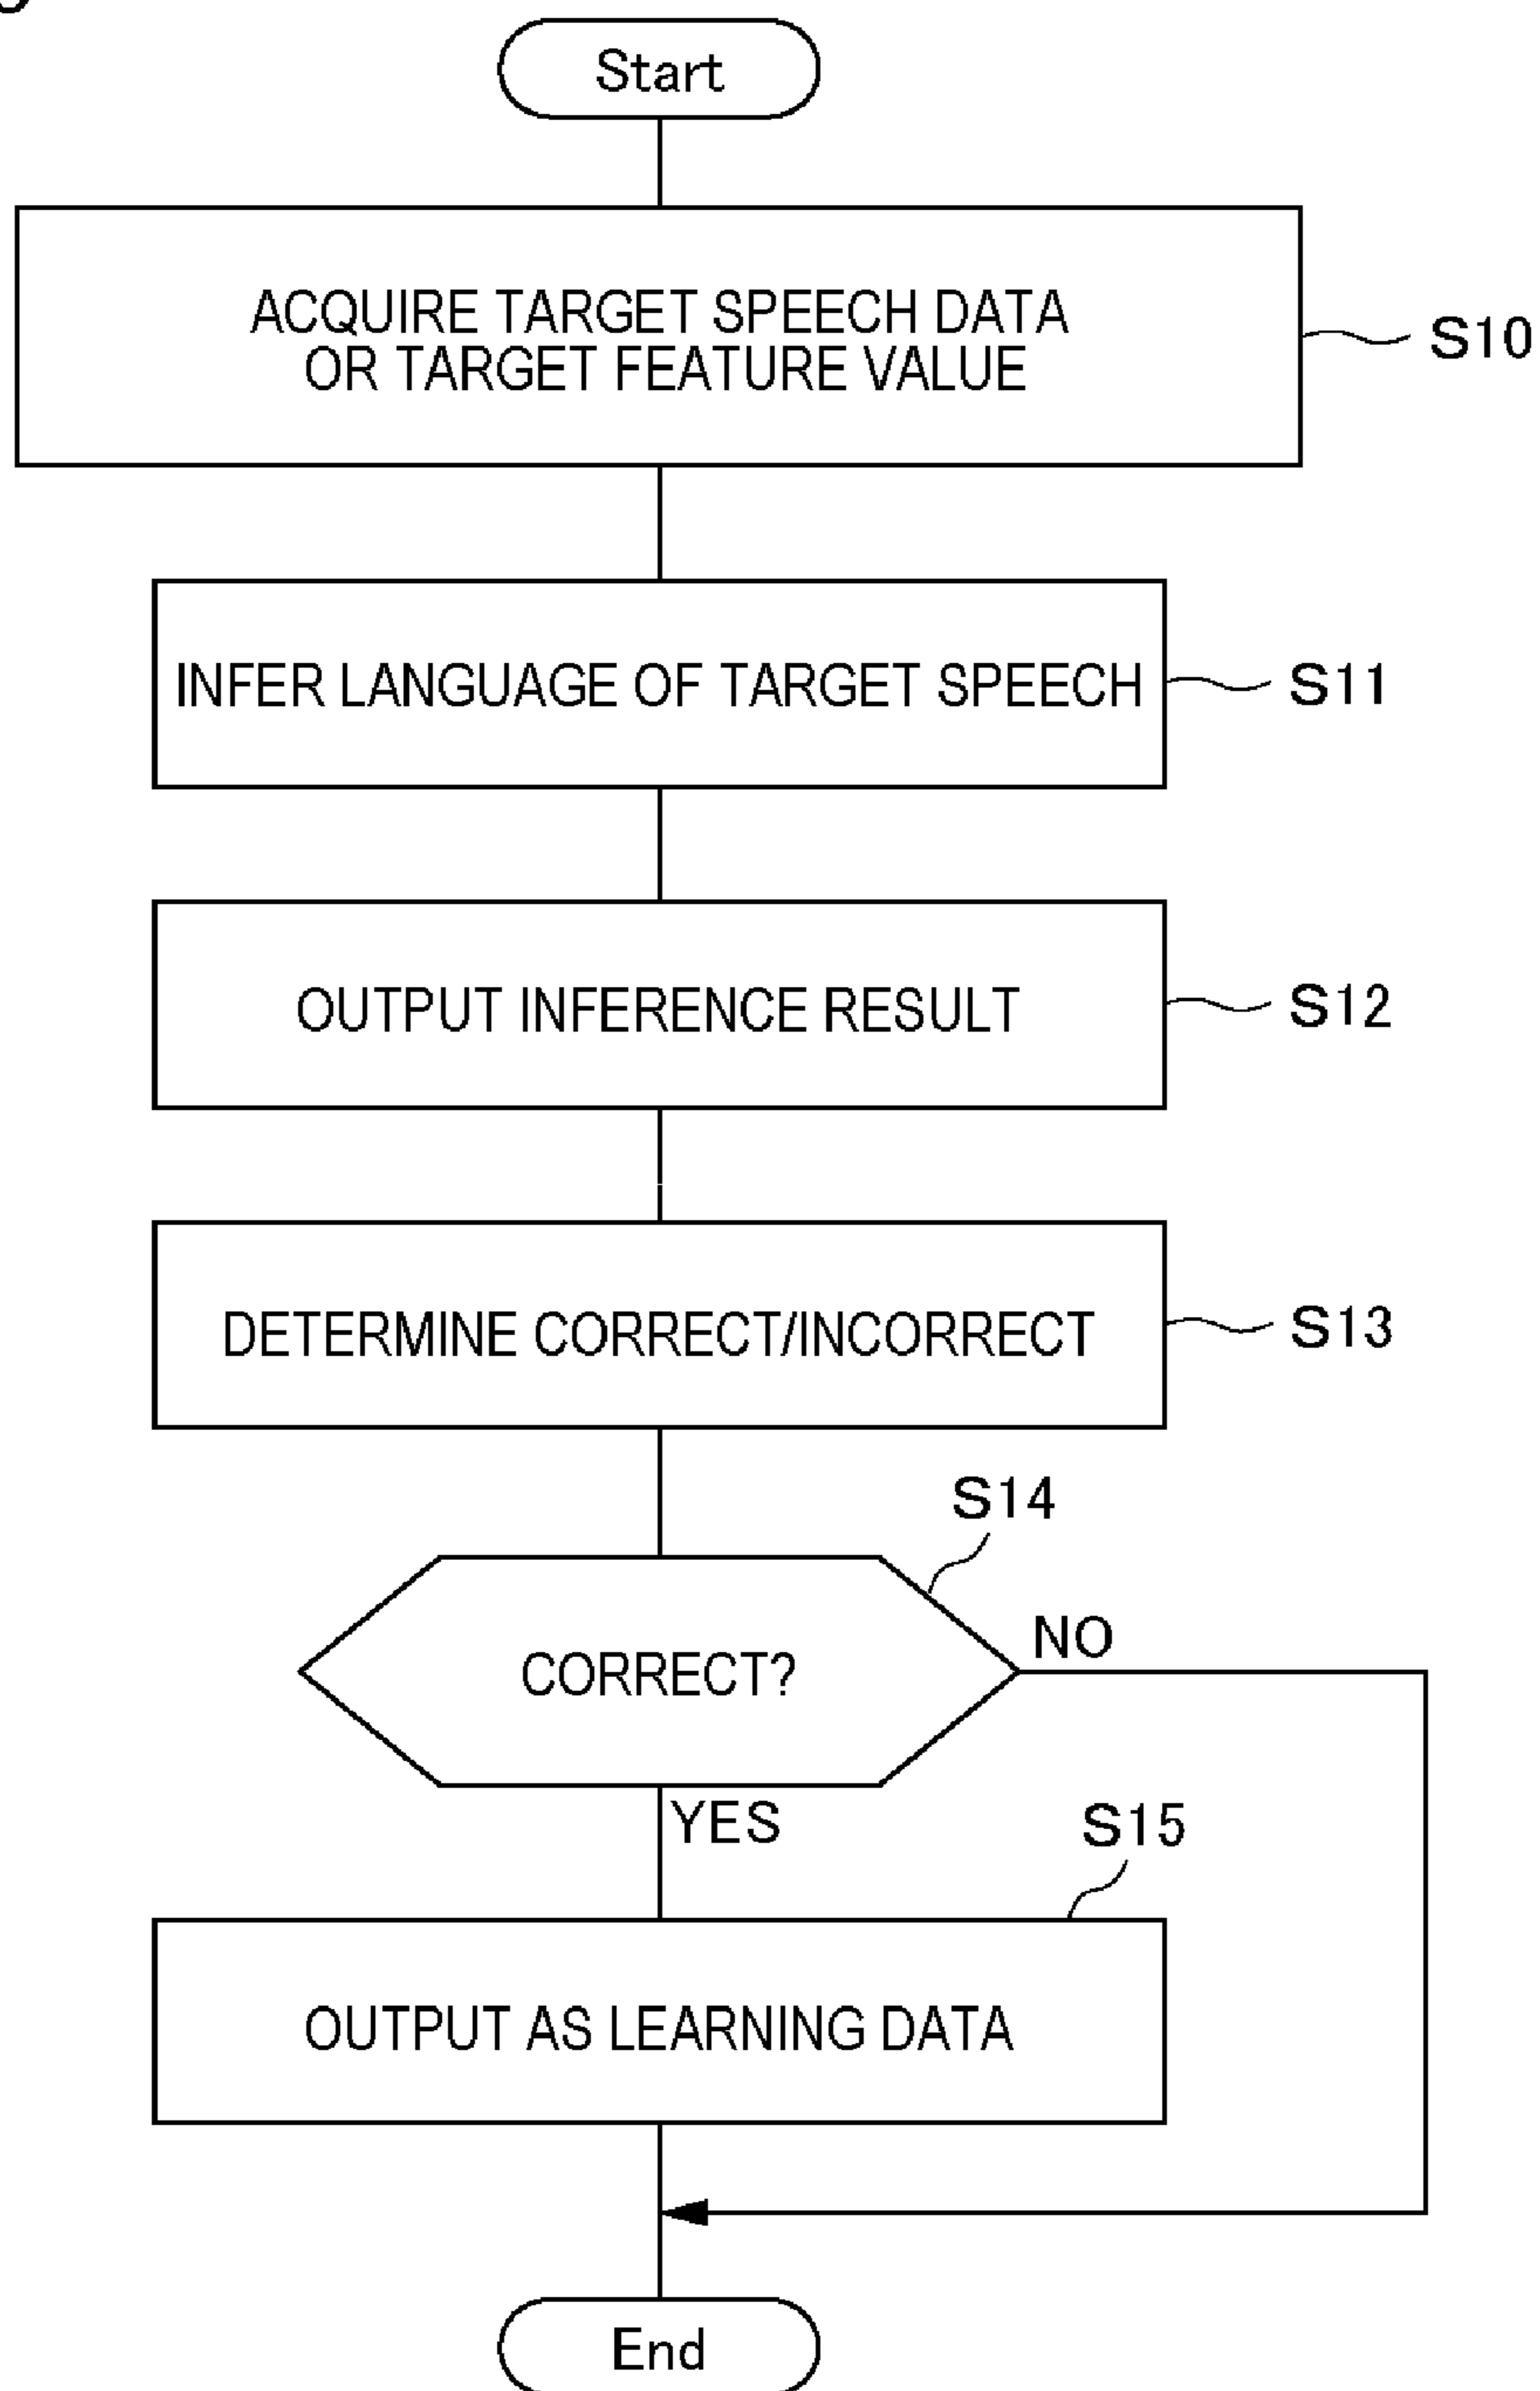 Start
ACQUIRE TARGET SPEECH DATA
OR TARGET FEATURE VALUE
S10
INFER LANGUAGE OF TARGET SPEECH
S11
OUTPUT INFERENCE RESULT
S12
DETERMINE CORRECT/INCORRECT
S13
S14
CORRECT?
NO
YES
S15
OUTPUT AS LEARNING DATA
End